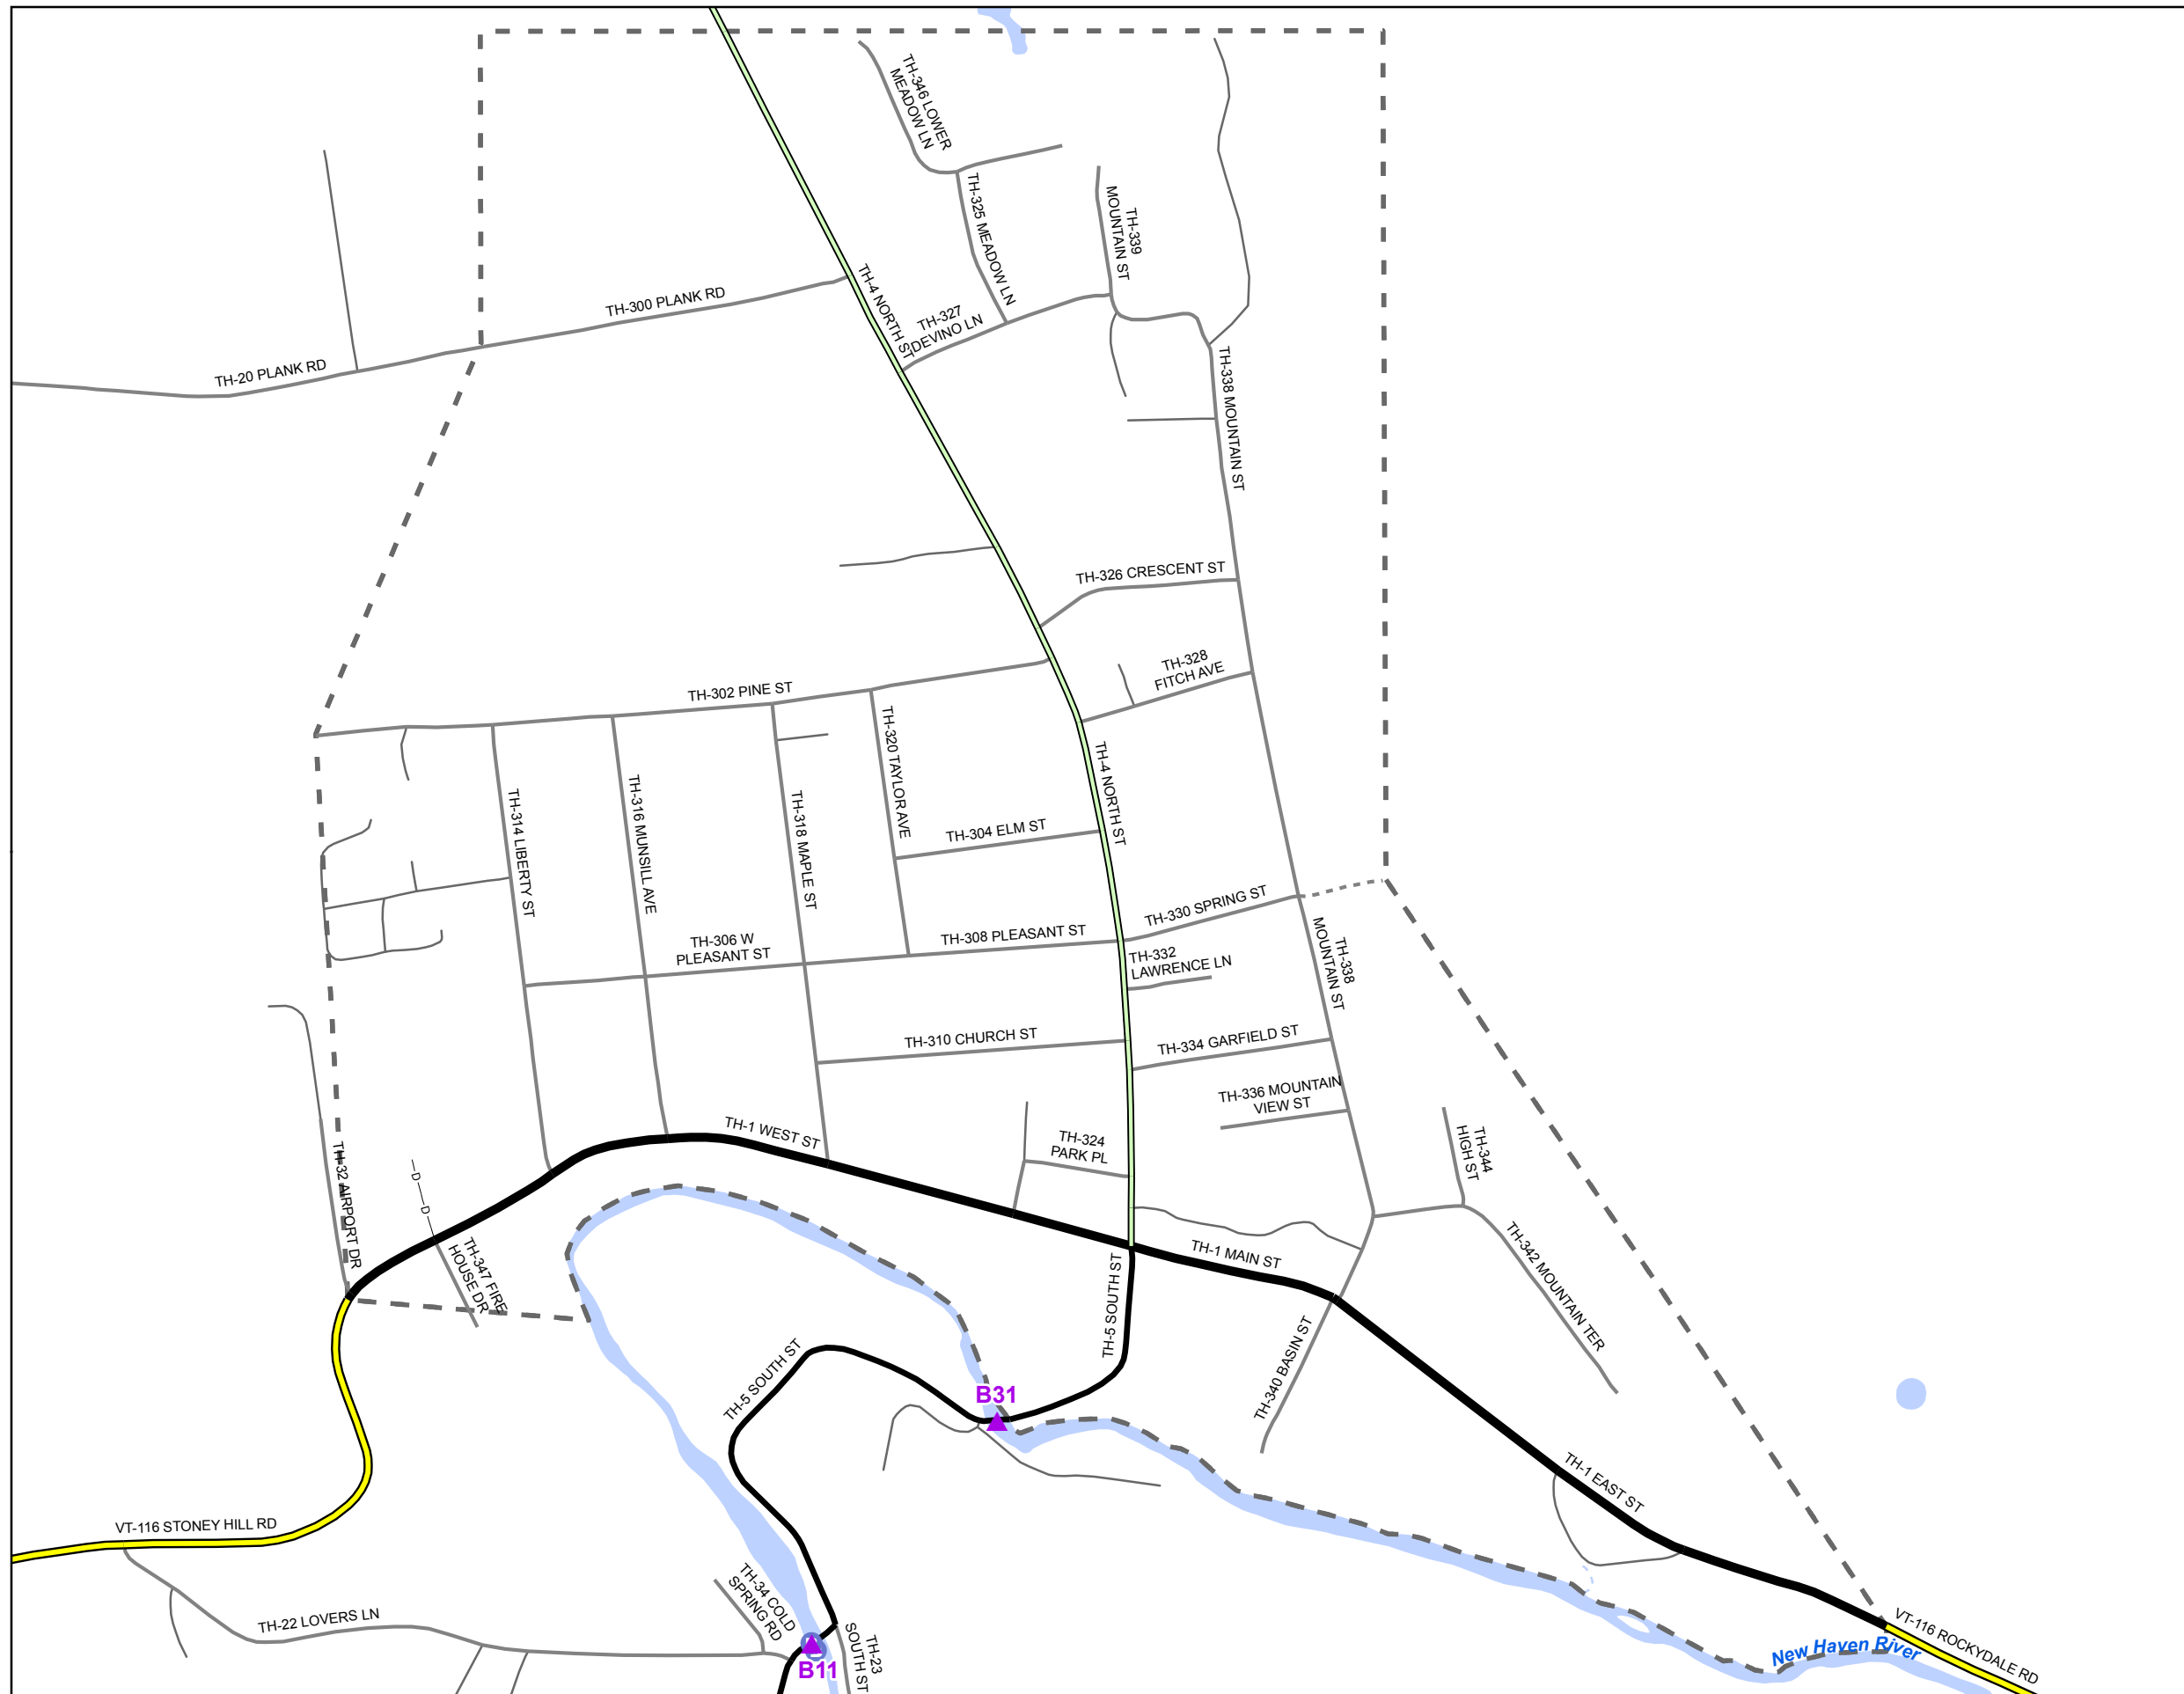 TH-346 LOWER
MEADOW LN
TH-325 MEADOW LN
TH-339
MOUNTAIN ST
TH-4 NORTH ST
TH-300 PLANK RD
TH-327
DEVINO LN
TH-20 PLANK RD
TH-338 MOUNTAIN ST
TH-326 CRESCENT ST
TH-328
FITCH AVE
TH-302 PINE ST
TH-320 TAYLOR AVE
TH-4 NORTH ST
TH-314 LIBERTY ST
TH-316 MUNSILL AVE
TH-318 MAPLE ST
TH-304 ELM ST
TH-330 SPRING ST
TH-308 PLEASANT ST
TH-306 W
PLEASANT ST
TH-332
LAWRENCE LN
TH-338
MOUNTAIN ST
TH-310 CHURCH ST
TH-334 GARFIELD ST
TH-336 MOUNTAIN
VIEW ST
TH-1 WEST ST
TH-324
PARK PL
TH-344
HIGH ST
TH-32 AIRPORT DR
D
D
TH-347 FIRE
HOUSE DR
TH-1 MAIN ST
TH-342 MOUNTAIN TER
TH-5 SOUTH ST
TH-5 SOUTH ST
TH-340 BASIN ST
B31
TH-1 EAST ST
VT-116 STONEY HILL RD
TH-34 COLD
SPRING RD
TH-22 LOVERS LN
TH-23
SOUTH ST
B11
New Haven River
VT-116 ROCKYDALE RD